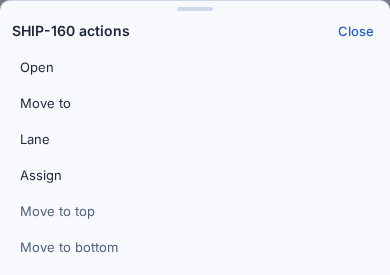 SHIP-160 actions
Close
Open
Move to
Lane
Assign
Move to top
Move to bottom